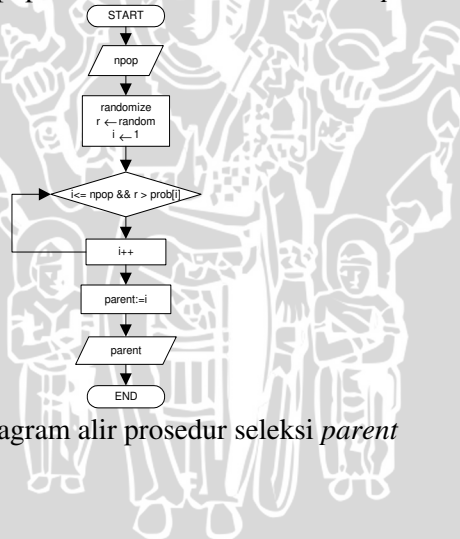 START
npop
randomize
r ←random
i ← 1
i<= npop && r > prob[i]
i++
parent:=i
parent
END
agram alir prosedur seleksi parent